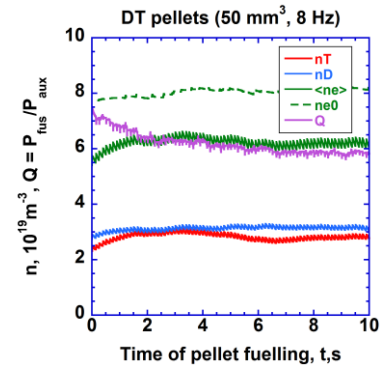 DT pellets (50 mm³, 8 Hz)
10
8
6
4
2
0
n, 10¹⁹m⁻³, Q = P_fus/P_aux
nT
nD
<ne>
ne0
Q
0 2 4 6 8 10
Time of pellet fuelling, t,s